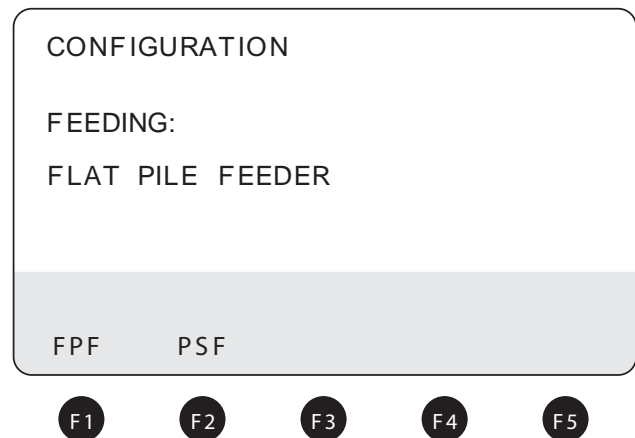 CONFIGURATION
FEEDING:
FLAT PILE FEEDER
FPF PSF
F1 F2 F3 F4 F5